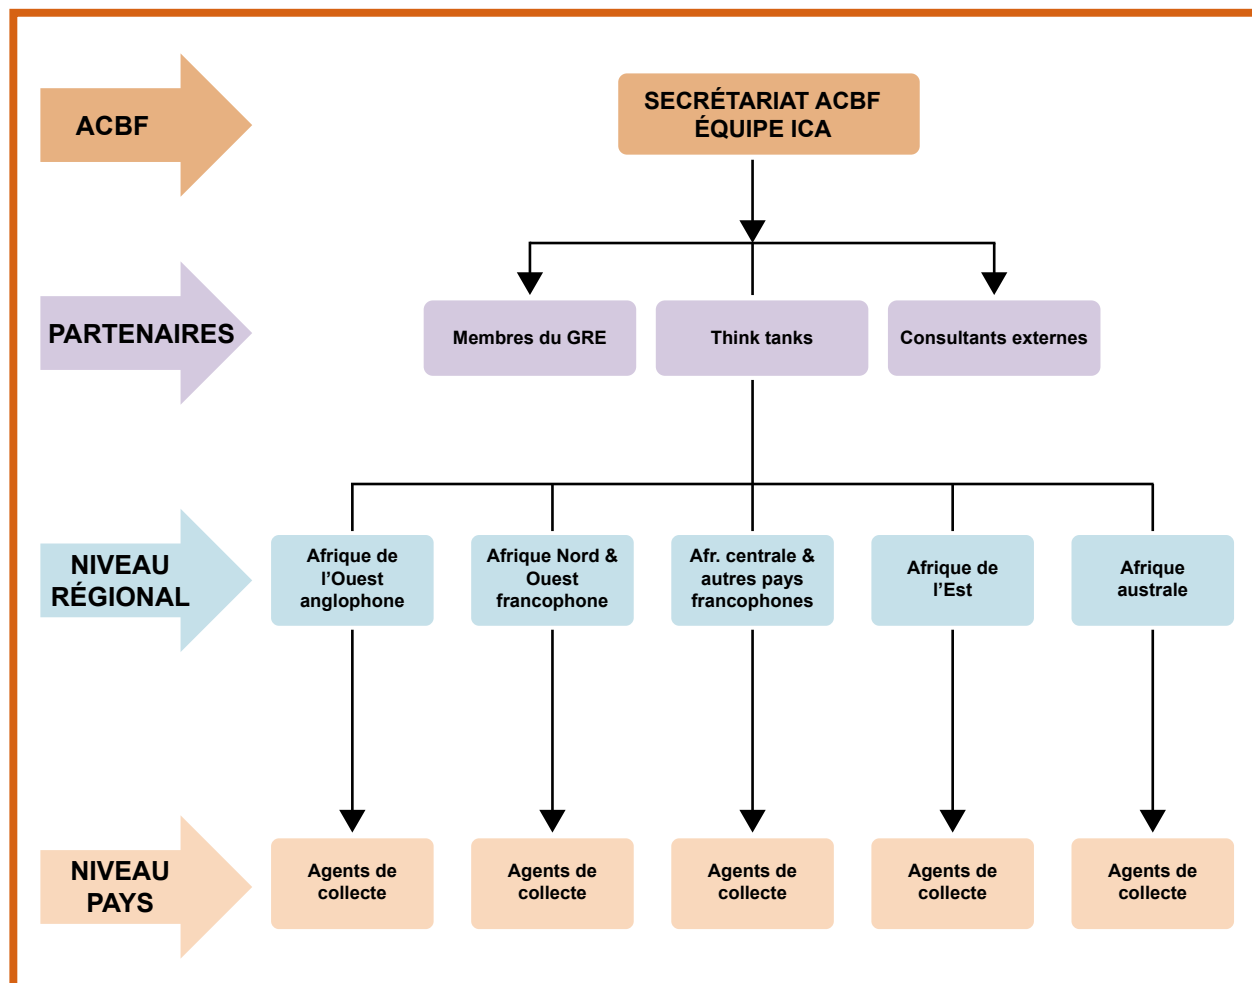 ACBF
SECRÉTARIAT ACBF
ÉQUIPE ICA
PARTENAIRES
Membres du GRE
Think tanks
Consultants externes
NIVEAU
RÉGIONAL
Afrique de
l’Ouest
anglophone
Afrique Nord &
Ouest
francophone
Afr. centrale &
autres pays
francophones
Afrique de
l’Est
Afrique
australe
NIVEAU
PAYS
Agents de
collecte
Agents de
collecte
Agents de
collecte
Agents de
collecte
Agents de
collecte